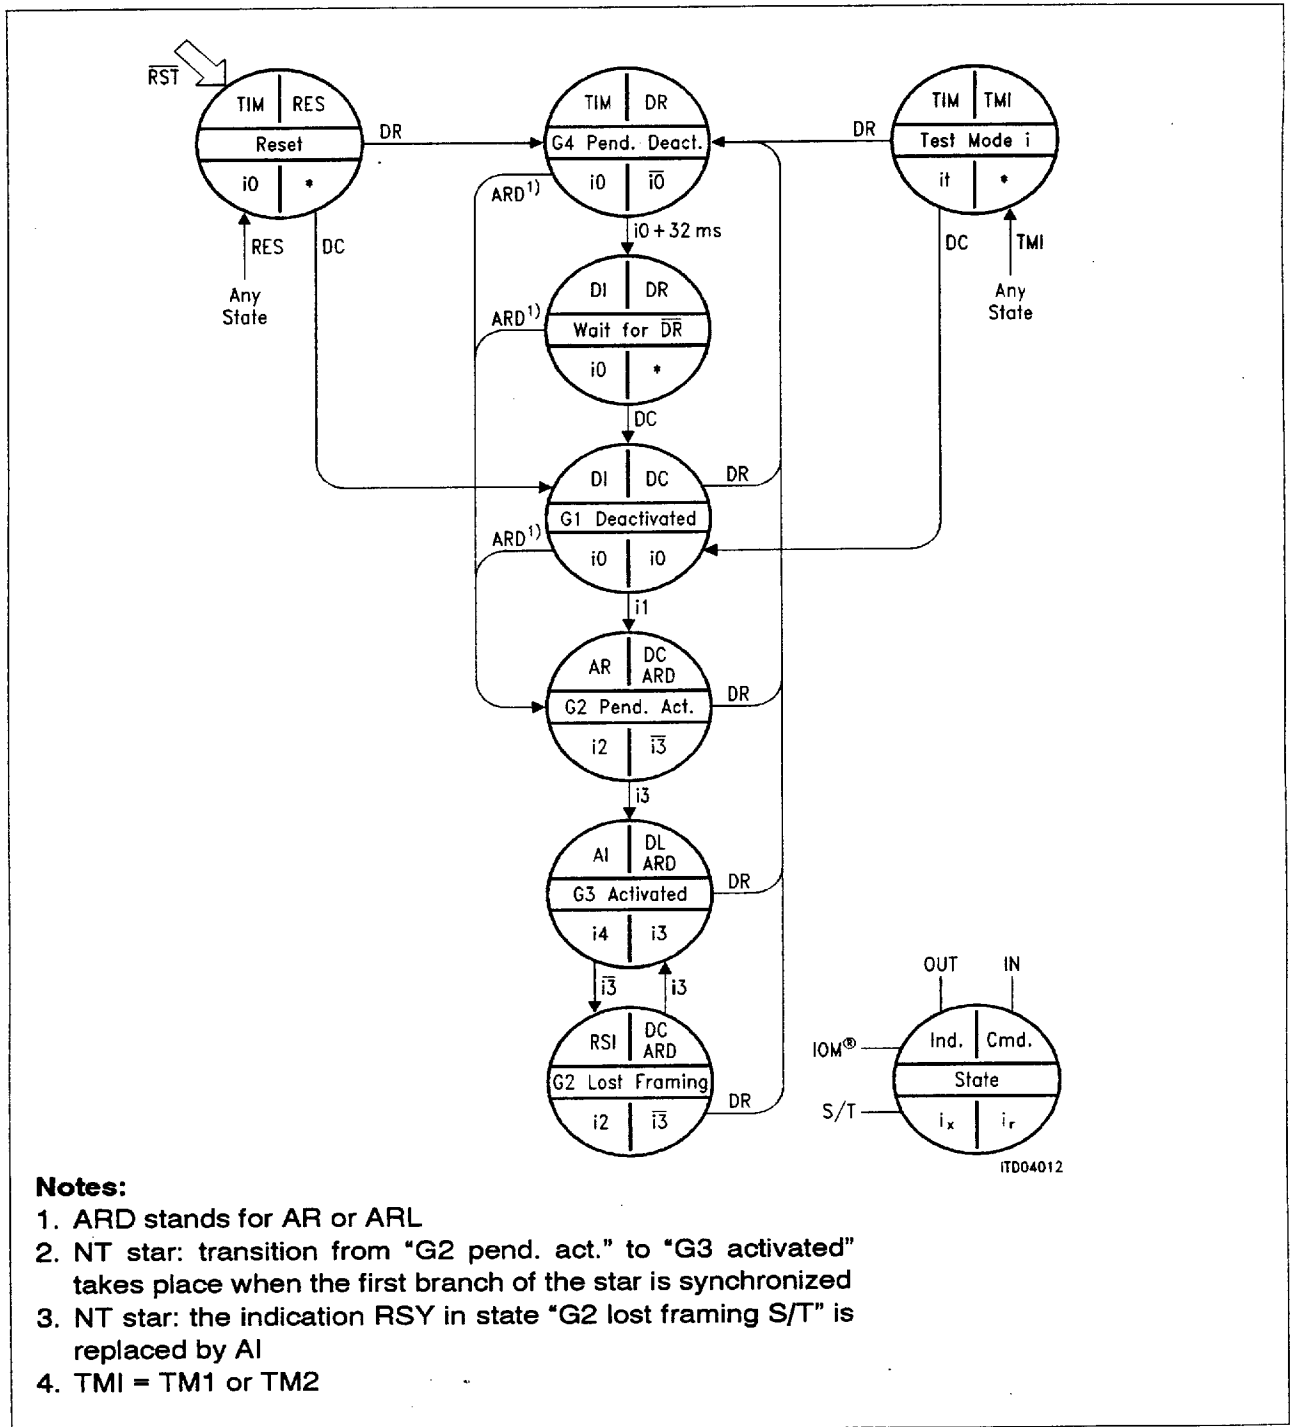 R̅S̅T̅
TIM RES
Reset
i0 *
DR
RES
DC
Any
State
TIM DR
G4 Pend. Deact.
i0 i̅0̅
ARD¹⁾
i0 + 32 ms
DR
TIM TMI
Test Mode i
it *
DC
TMI
Any
State
DI DR
Wait for D̅R̅
i0 *
ARD¹⁾
DC
DI DC
G1 Deactivated
i0 i0
DR
ARD¹⁾
i1
AR DC
ARD
G2 Pend. Act.
i2 i̅3̅
DR
i3
AI DL
ARD
G3 Activated
i4 i3
DR
i̅3̅ i3
RSI DC
ARD
G2 Lost Framing
i2 i̅3̅
DR
OUT IN
IOM® Ind. Cmd.
State
S/T iₓ iᵣ
ITD04012
Notes:
1. ARD stands for AR or ARL
2. NT star: transition from "G2 pend. act." to "G3 activated"
takes place when the first branch of the star is synchronized
3. NT star: the indication RSY in state "G2 lost framing S/T" is
replaced by AI
4. TMI = TM1 or TM2